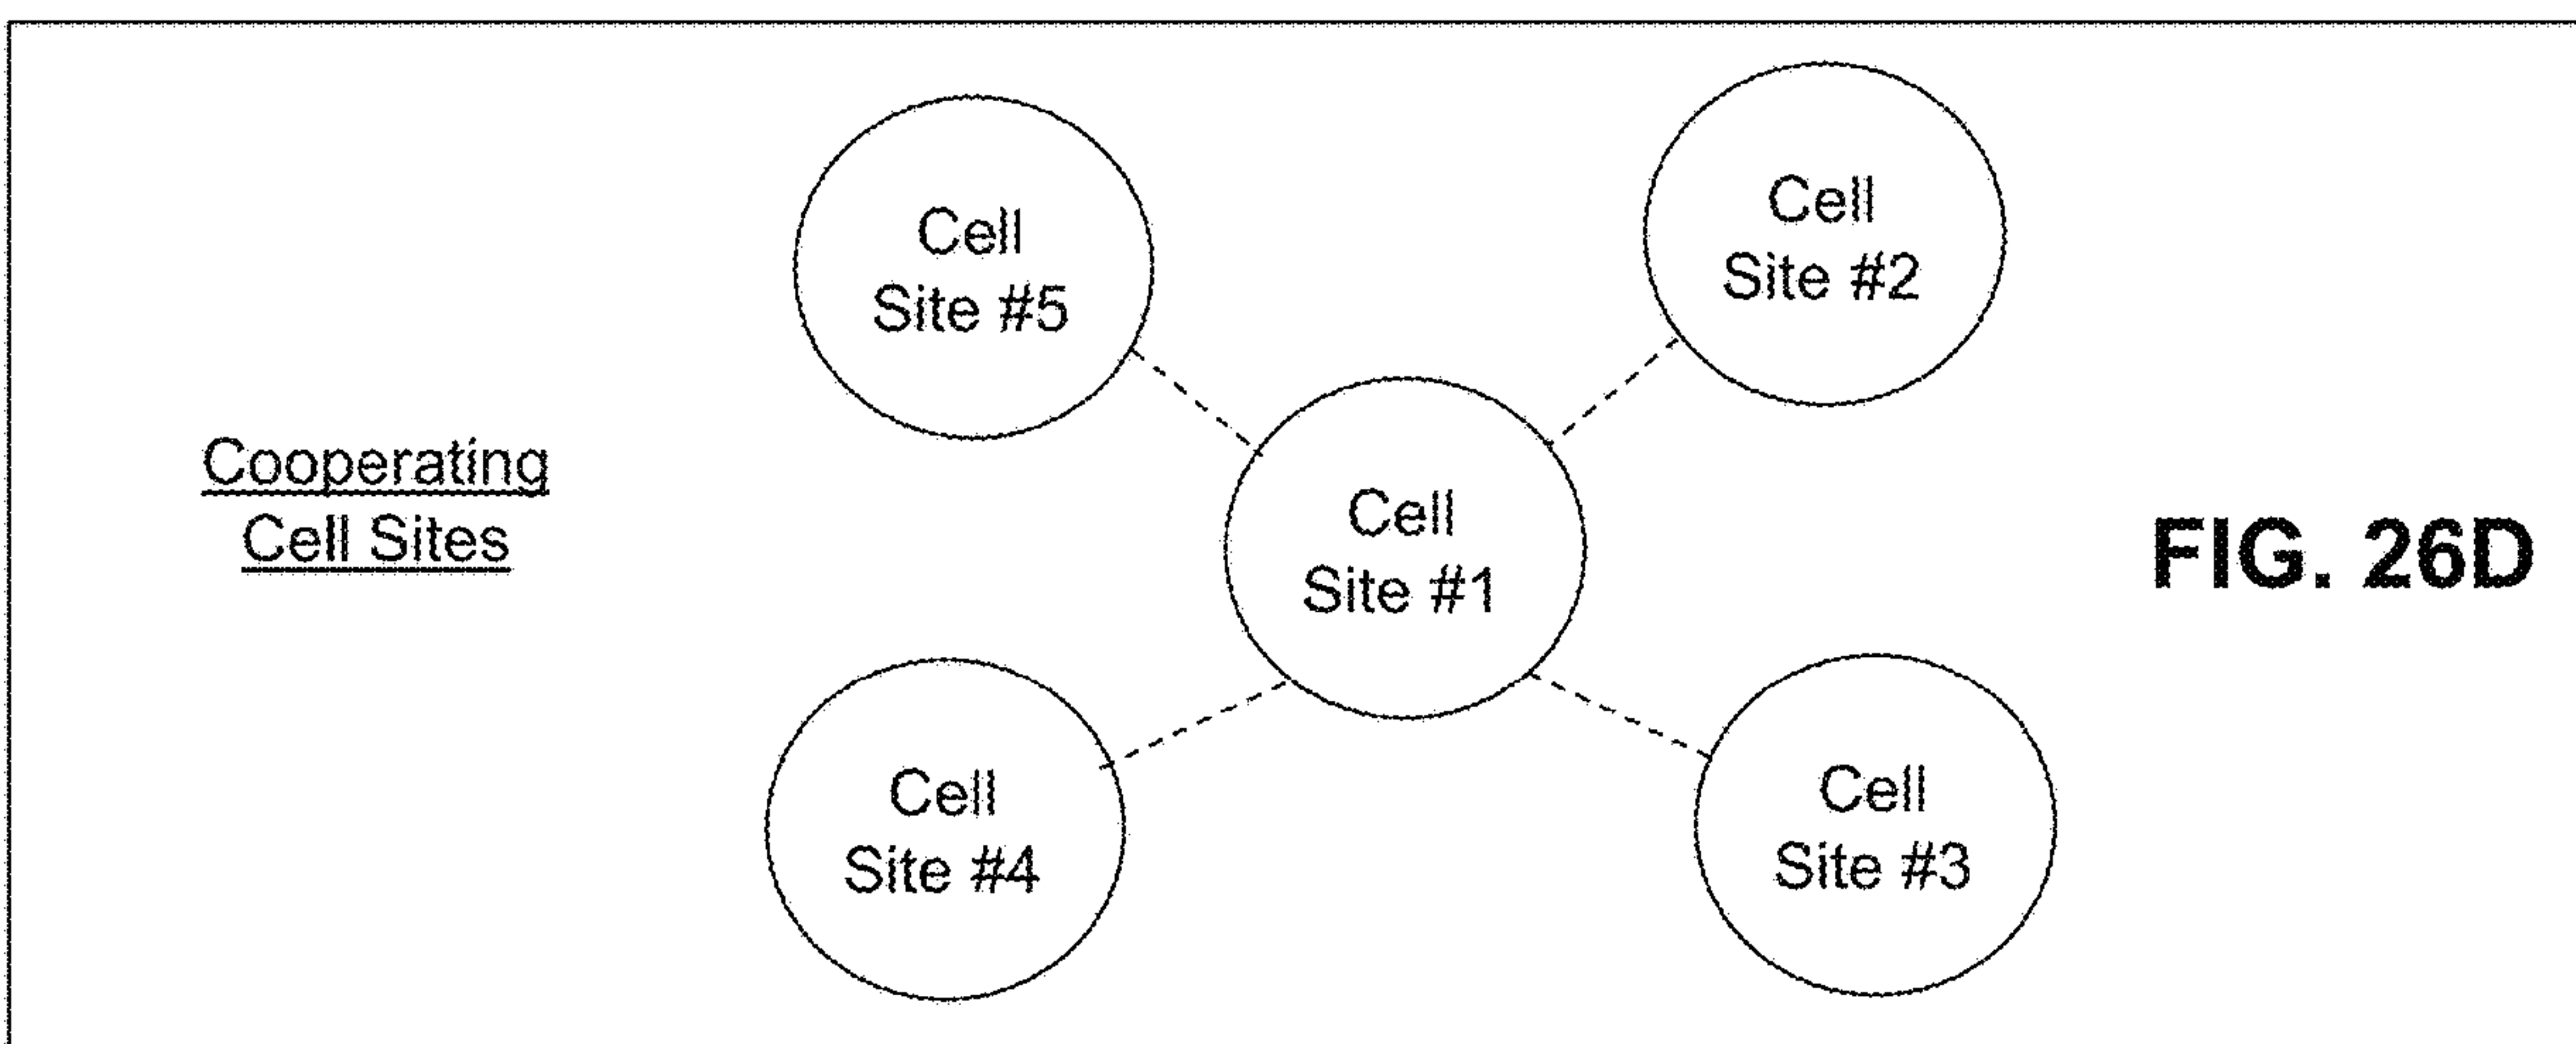 Cell
Site #5
Cell
Site #2
Cooperating
Cell Sites
Cell
Site #1
FIG. 26D
Cell
Site #4
Cell
Site #3